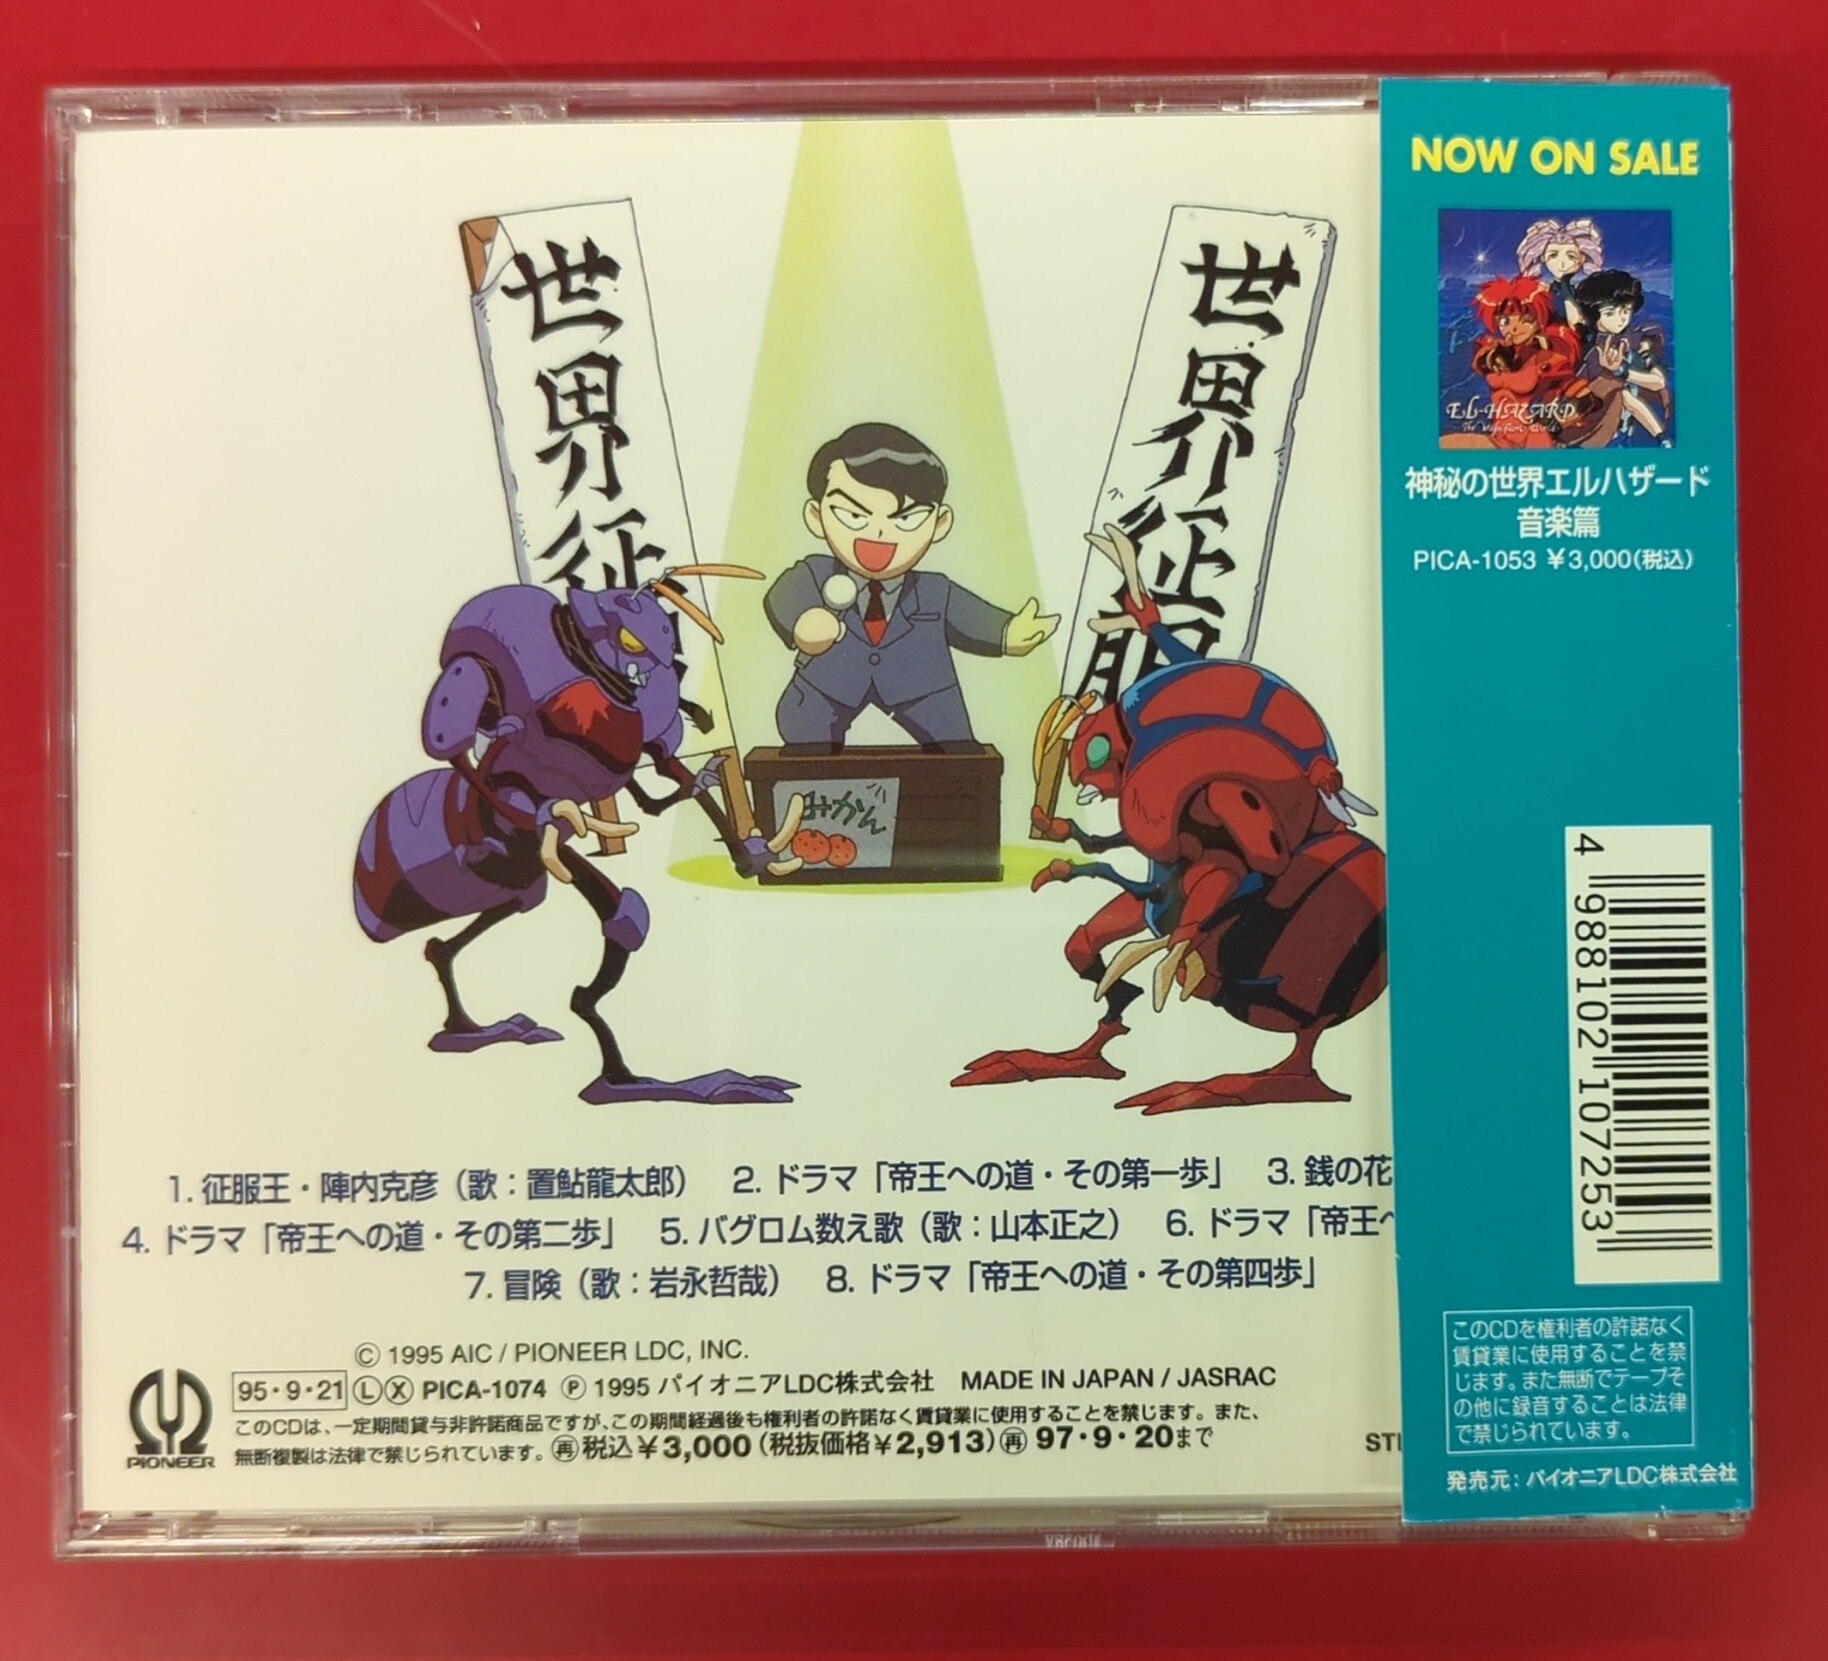 NOW ON SALE
EL-HAZARD
The Magnificent World
神秘の世界エルハザード
音楽篇
PICA-1053 ¥3,000(税込)
世界征
世界征服
みかん
4 988102 107253
1. 征服王・陣内克彦（歌：置鮎龍太郎） 2. ドラマ「帝王への道・その第一歩」 3. 銭の花
4. ドラマ「帝王への道・その第二歩」 5. バグロム数え歌（歌：山本正之） 6. ドラマ「帝王へ
7. 冒険（歌：岩永哲哉） 8. ドラマ「帝王への道・その第四歩」
© 1995 AIC / PIONEER LDC, INC.
95・9・21 Ⓛ Ⓧ PICA-1074 Ⓟ 1995 パイオニアLDC株式会社 MADE IN JAPAN / JASRAC
このCDは、一定期間貸与非許諾商品ですが、この期間経過後も権利者の許諾なく賃貸業に使用することを禁じます。また、
無断複製は法律で禁じられています。㊢税込¥3,000(税抜価格¥2,913)㊢97・9・20まで
PIONEER
このCDを権利者の許諾なく
賃貸業に使用することを禁
じます。また無断でテープそ
の他に録音することは法律
で禁じられています。
発売元：パイオニアLDC株式会社